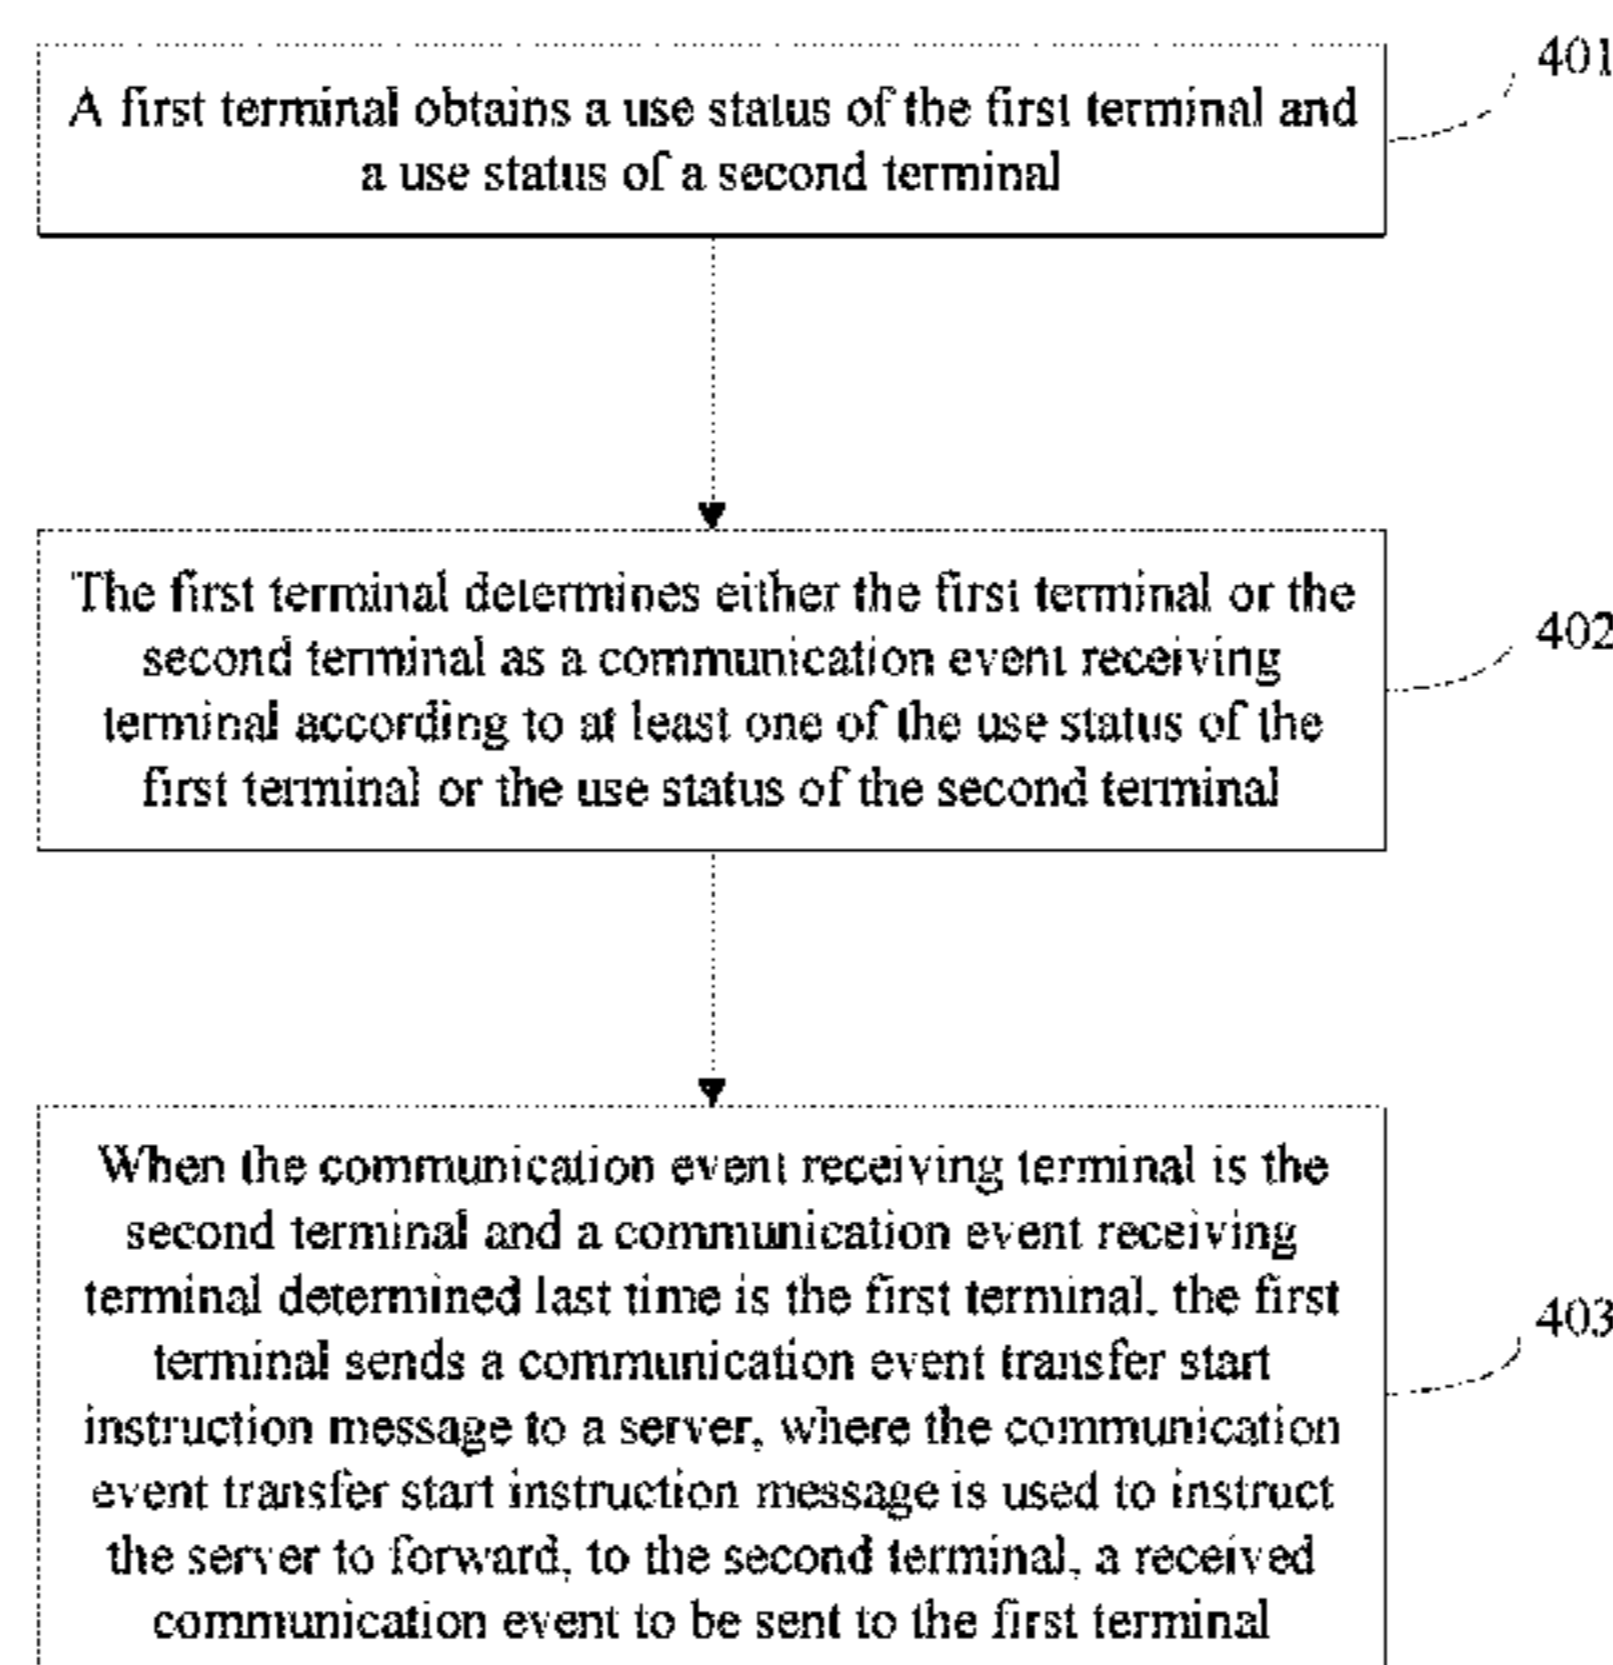 401
A first terminal obtains a use status of the first terminal and
a use status of a second terminal
The first terminal determines either the first terminal or the
second terminal as a communication event receiving
terminal according to at least one of the use status of the
first terminal or the use status of the second terminal
402
When the communication event receiving terminal is the
second terminal and a communication event receiving
terminal determined last time is the first terminal, the first
terminal sends a communication event transfer start
instruction message to a server, where the communication
event transfer start instruction message is used to instruct
the server to forward, to the second terminal, a received
communication event to be sent to the first terminal
403